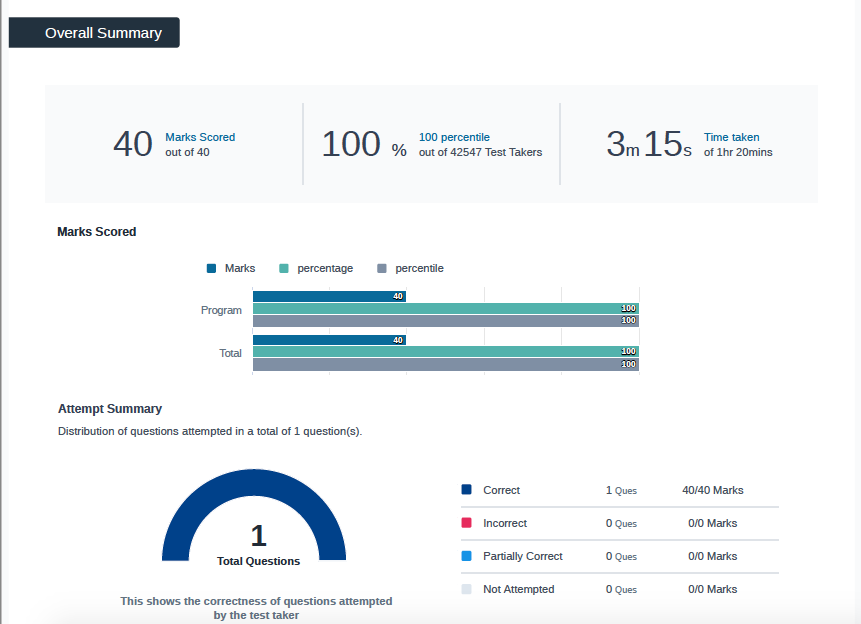 Overall Summary
40 Marks Scored
out of 40
100 % 100 percentile
out of 42547 Test Takers
3m 15s Time taken
of 1hr 20mins
Marks Scored
Marks percentage percentile
Program 40
100
100
Total 40
100
100
Attempt Summary
Distribution of questions attempted in a total of 1 question(s).
1
Total Questions
This shows the correctness of questions attempted
by the test taker
Correct 1 Ques 40/40 Marks
Incorrect 0 Ques 0/0 Marks
Partially Correct 0 Ques 0/0 Marks
Not Attempted 0 Ques 0/0 Marks